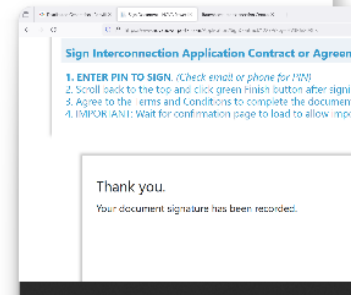 Sign Interconnection Application Contract or Agreem
1. ENTER PIN TO SIGN. (Check email or phone for PIN)
2. Scroll back to the top and click green Finish button after signi
3. Agree to the Terms and Conditions to complete the document
4. IMPORTANT: Wait for confirmation page to load to allow impo
Thank you.
Your document signature has been recorded.